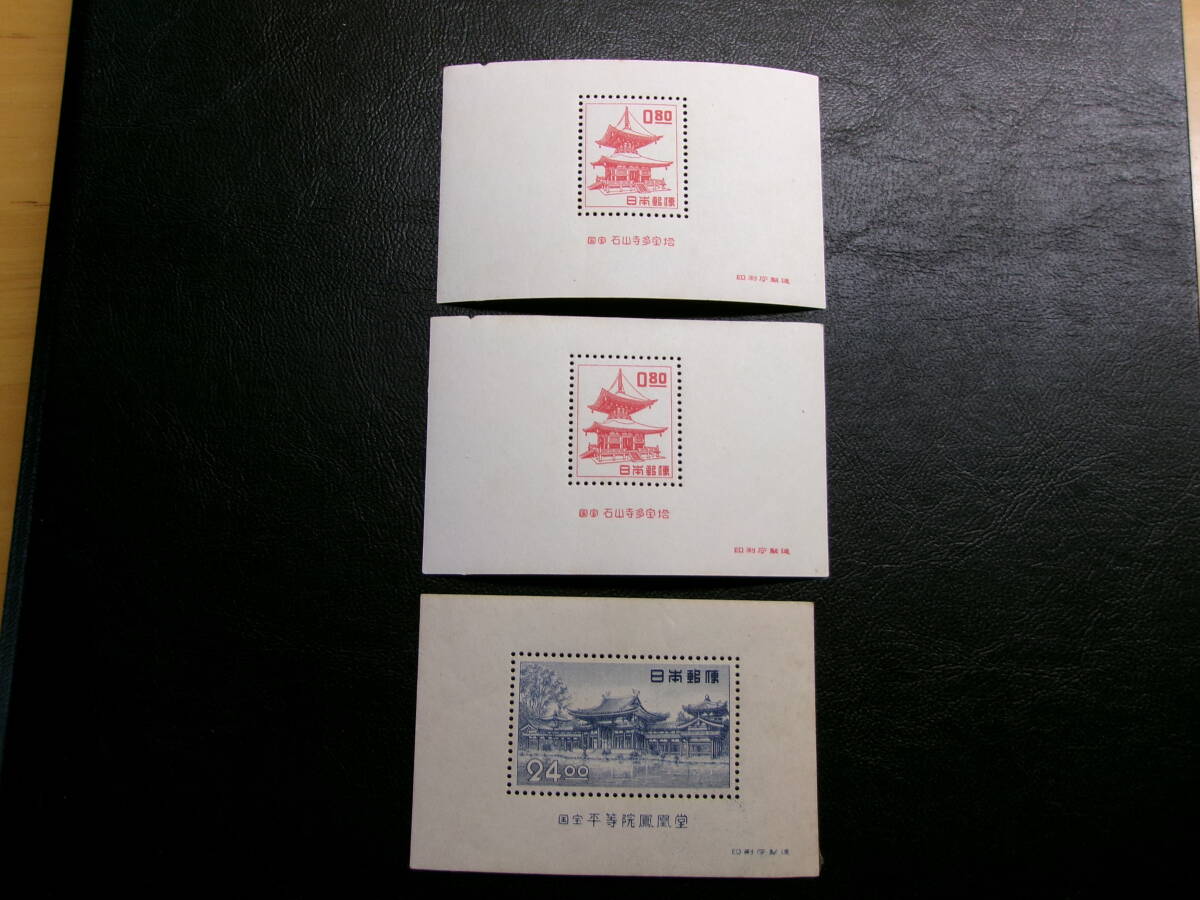 0.80
日本郵便
国宝 石山寺多宝塔
印刷庁製造
0.80
日本郵便
国宝 石山寺多宝塔
印刷庁製造
日本郵便
24.00
国宝 平等院鳳凰堂
印刷庁製造